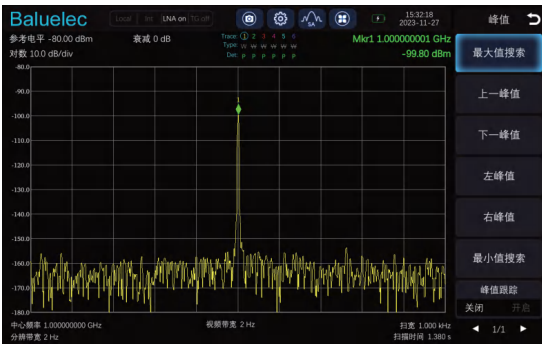 Baluelec
Local Int LNA on TG off
SA
15:32:18
2023-11-27
峰值
参考电平 -80.00 dBm 衰减 0 dB
Trace: 1 2 3 4 5 6
Mkr1 1.000000001 GHz
对数 10.0 dB/div
Type: W W W W W W
Det: P P P P P P
-99.80 dBm
-80.0
-90.0
-100.0
-110.0
-120.0
-130.0
-140.0
-150.0
-160.0
-170.0
-180.0
中心频率 1.000000000 GHz 视频带宽 2 Hz 扫宽 1.000 kHz
分辨带宽 2 Hz 扫描时间 1.380 s
最大值搜索
上一峰值
下一峰值
左峰值
右峰值
最小值搜索
峰值跟踪
关闭 开启
1/1